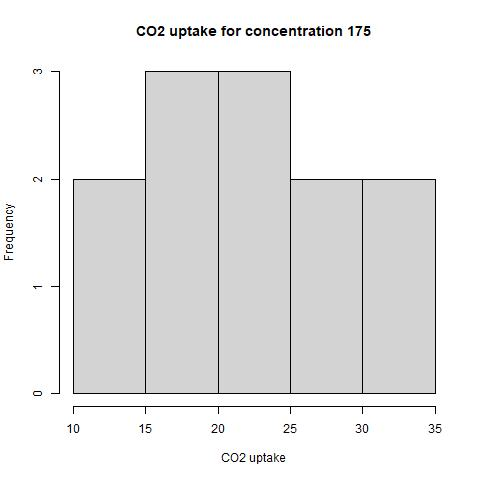 CO2 uptake for concentration 175
3
2
1
0
Frequency
10 15 20 25 30 35
CO2 uptake